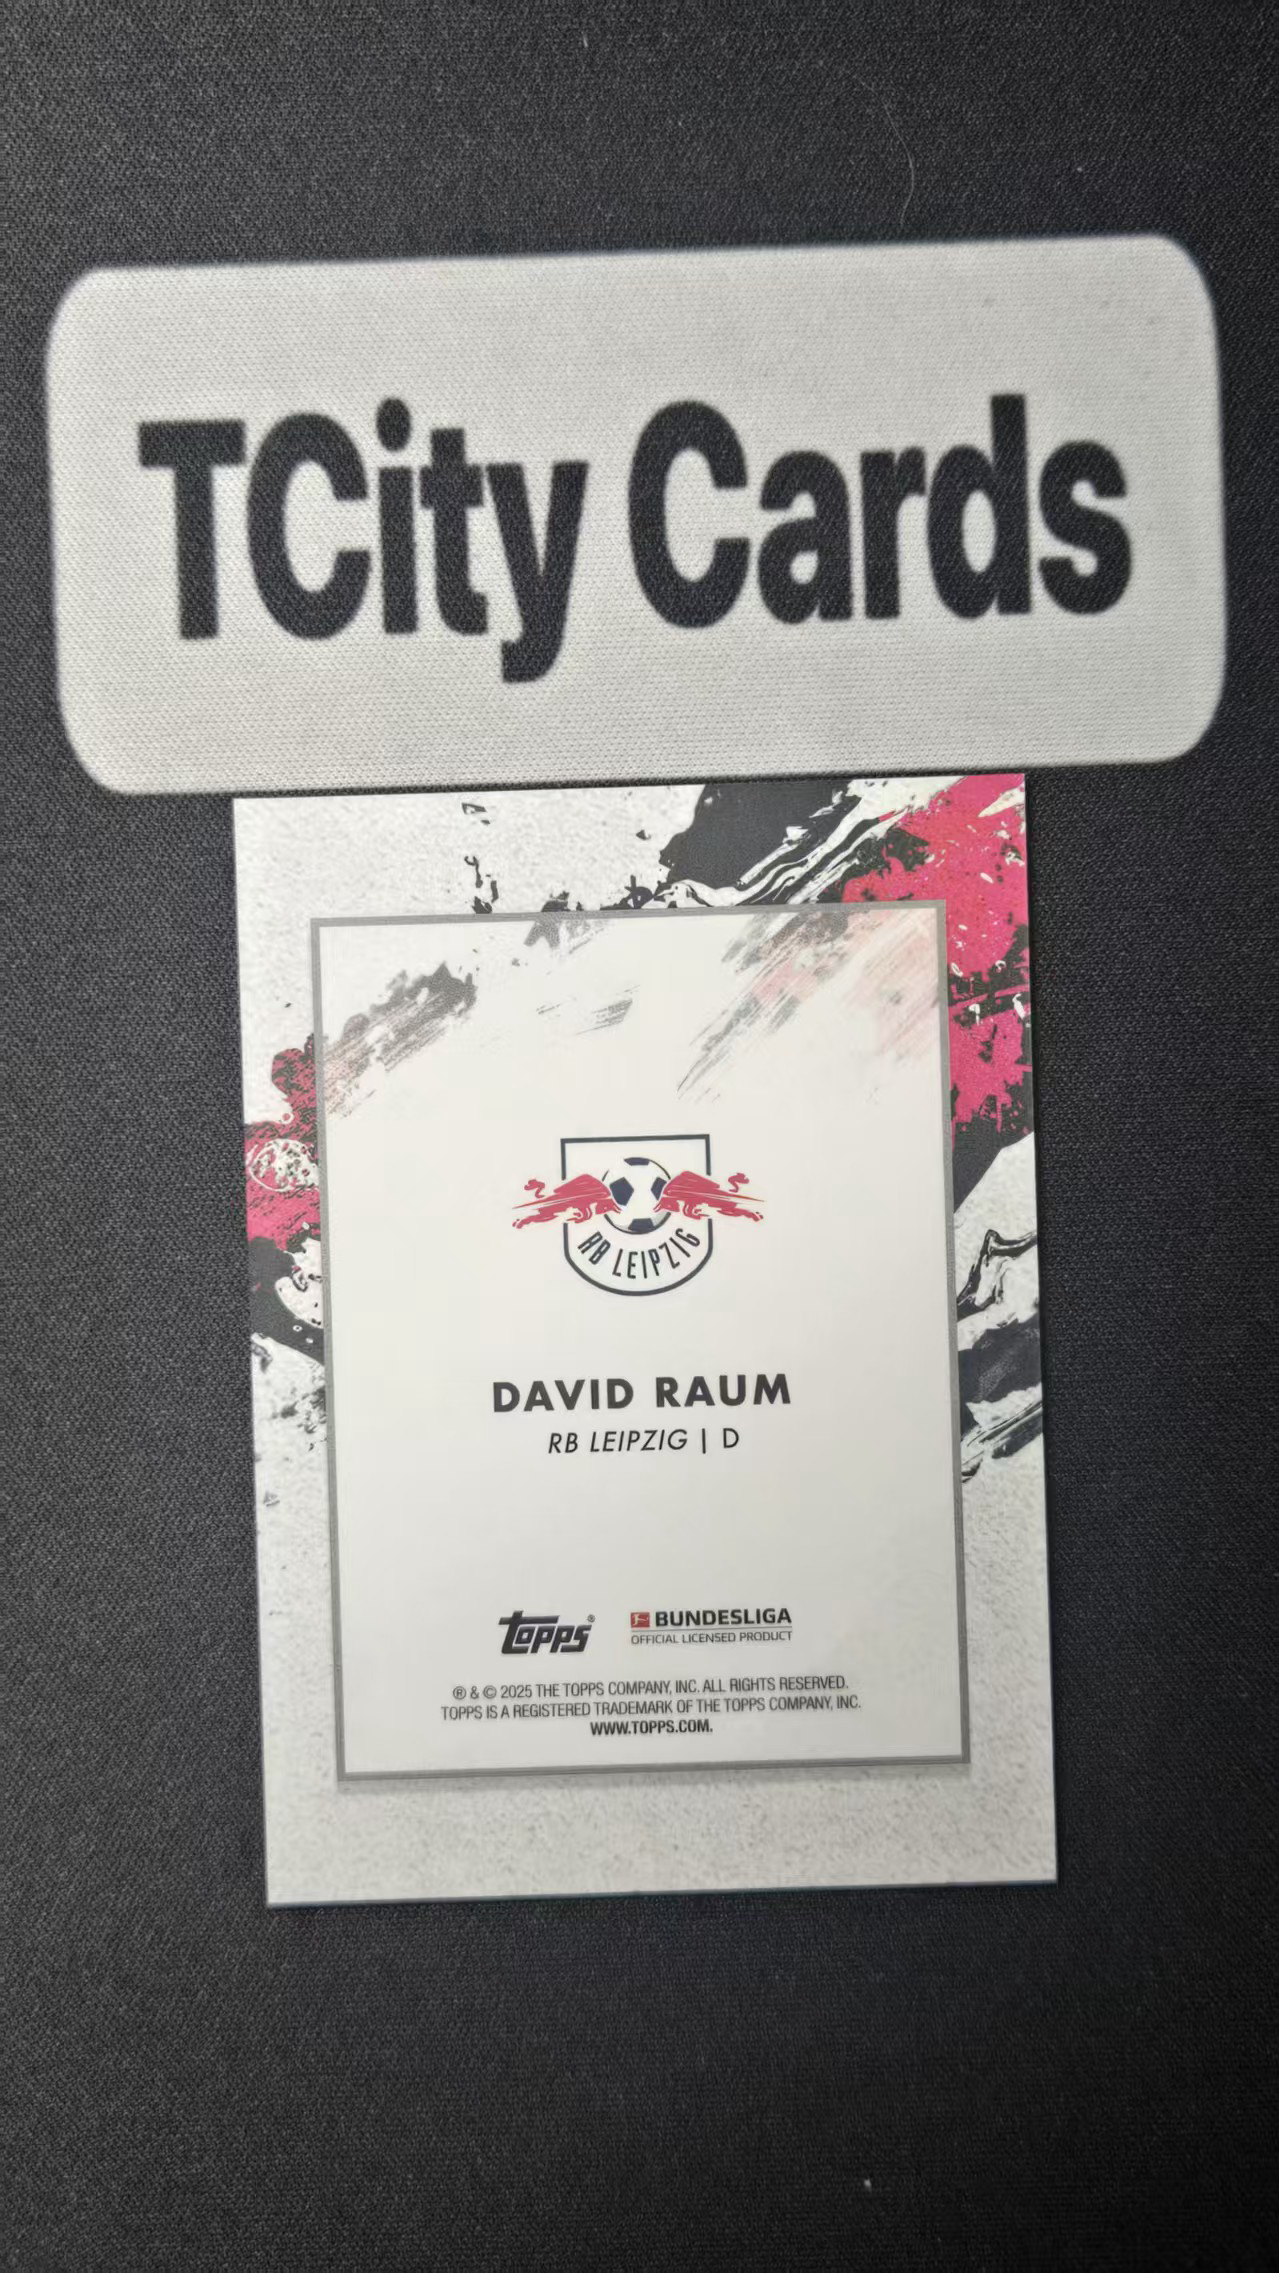 TCity Cards
RB LEIPZIG
DAVID RAUM
RB LEIPZIG | D
Topps®
BUNDESLIGA
OFFICIAL LICENSED PRODUCT
® & © 2025 THE TOPPS COMPANY, INC. ALL RIGHTS RESERVED.
TOPPS IS A REGISTERED TRADEMARK OF THE TOPPS COMPANY, INC.
WWW.TOPPS.COM.